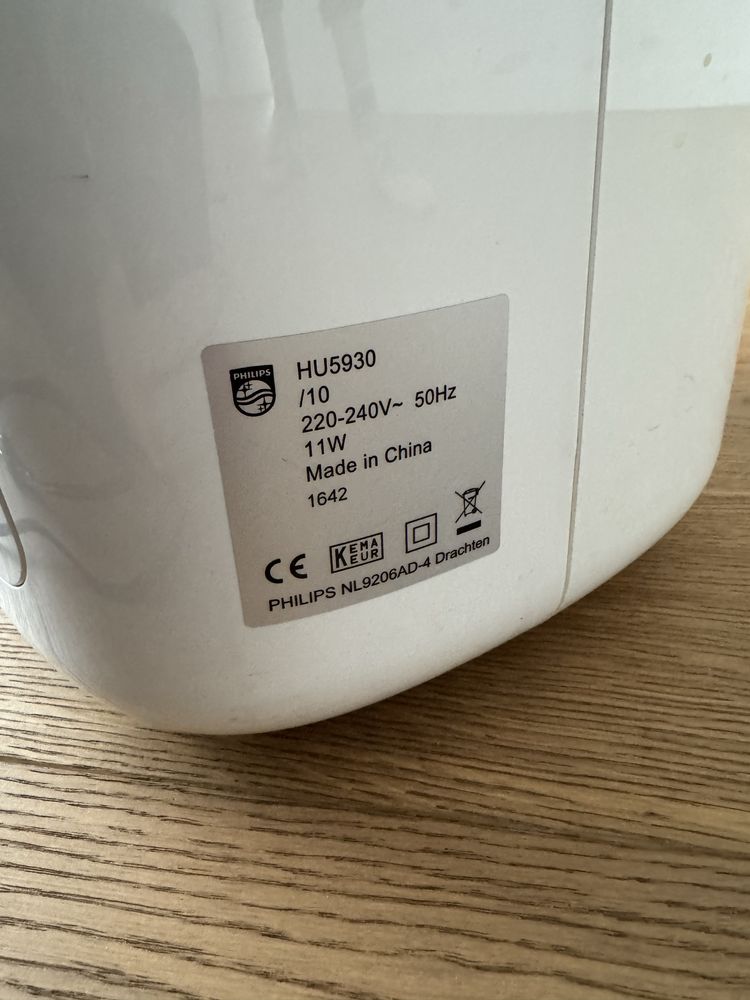 PHILIPS
HU5930
/10
220-240V~ 50Hz
11W
Made in China
1642
CE KEMA KEUR
PHILIPS NL9206AD-4 Drachten